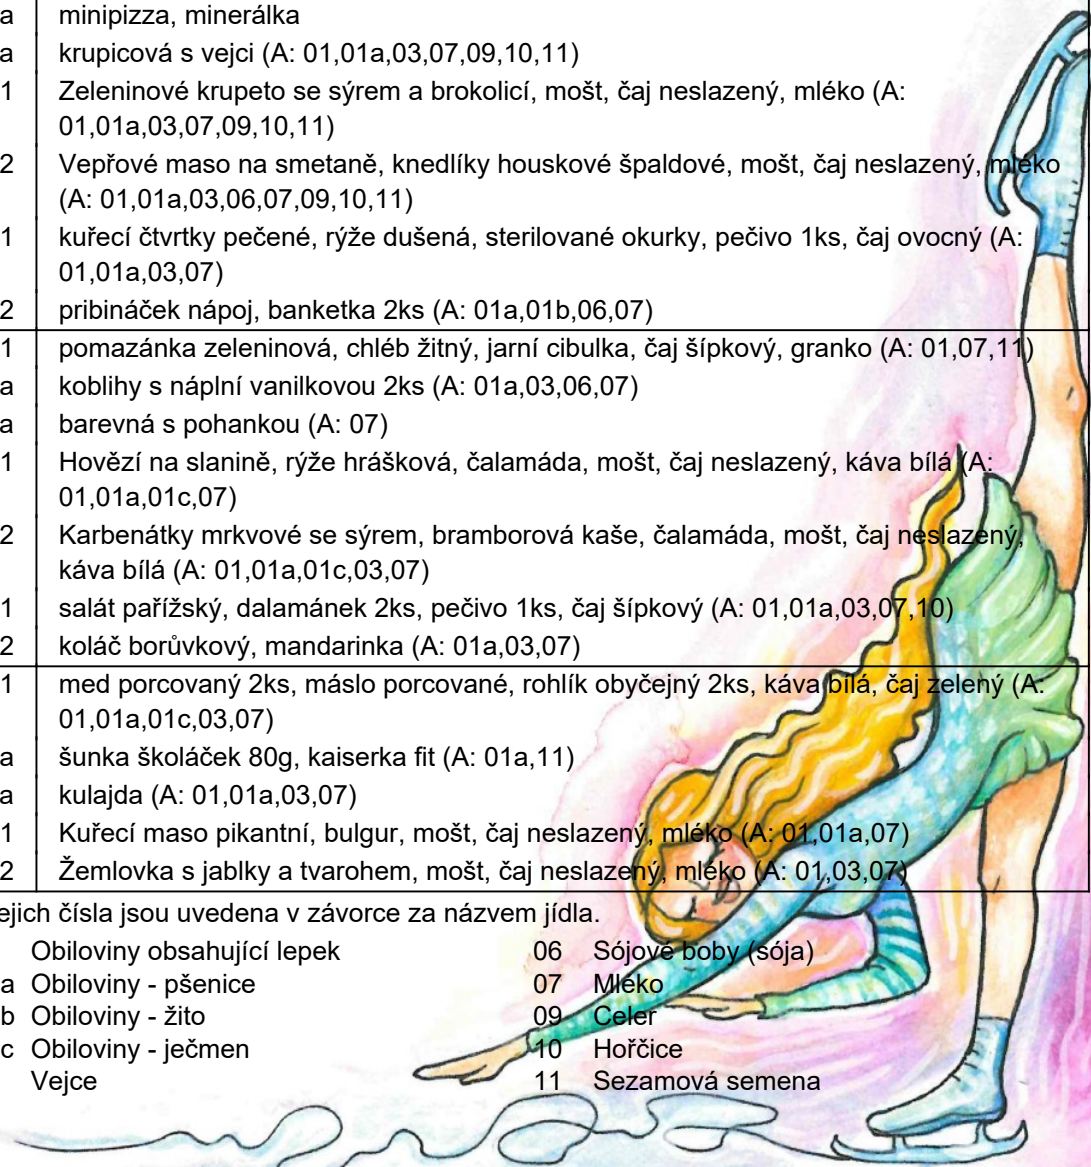 a minipizza, minerálka
a krupicová s vejci (A: 01,01a,03,07,09,10,11)
1 Zeleninové krupeto se sýrem a brokolicí, mošt, čaj neslazený, mléko (A:
01,01a,03,07,09,10,11)
2 Vepřové maso na smetaně, knedlíky houskové špaldové, mošt, čaj neslazený, mléko
(A: 01,01a,03,06,07,09,10,11)
1 kuřecí čtvrtky pečené, rýže dušená, sterilované okurky, pečivo 1ks, čaj ovocný (A:
01,01a,03,07)
2 pribináček nápoj, banketka 2ks (A: 01a,01b,06,07)
1 pomazánka zeleninová, chléb žitný, jarní cibulka, čaj šípkový, granko (A: 01,07,11)
a koblihy s náplní vanilkovou 2ks (A: 01a,03,06,07)
a barevná s pohankou (A: 07)
1 Hovězí na slanině, rýže hrášková, čalamáda, mošt, čaj neslazený, káva bílá (A:
01,01a,01c,07)
2 Karbenátky mrkvové se sýrem, bramborová kaše, čalamáda, mošt, čaj neslazený,
káva bílá (A: 01,01a,01c,03,07)
1 salát pařížský, dalamánek 2ks, pečivo 1ks, čaj šípkový (A: 01,01a,03,07,10)
2 koláč borůvkový, mandarinka (A: 01a,03,07)
1 med porcovaný 2ks, máslo porcované, rohlík obyčejný 2ks, káva bílá, čaj zelený (A:
01,01a,01c,03,07)
a šunka školáček 80g, kaiserka fit (A: 01a,11)
a kulajda (A: 01,01a,03,07)
1 Kuřecí maso pikantní, bulgur, mošt, čaj neslazený, mléko (A: 01,01a,07)
2 Žemlovka s jablky a tvarohem, mošt, čaj neslazený, mléko (A: 01,03,07)
ejich čísla jsou uvedena v závorce za názvem jídla.
Obiloviny obsahující lepek 06 Sójové boby (sója)
a Obiloviny - pšenice 07 Mléko
b Obiloviny - žito 09 Celer
c Obiloviny - ječmen 10 Hořčice
Vejce 11 Sezamová semena